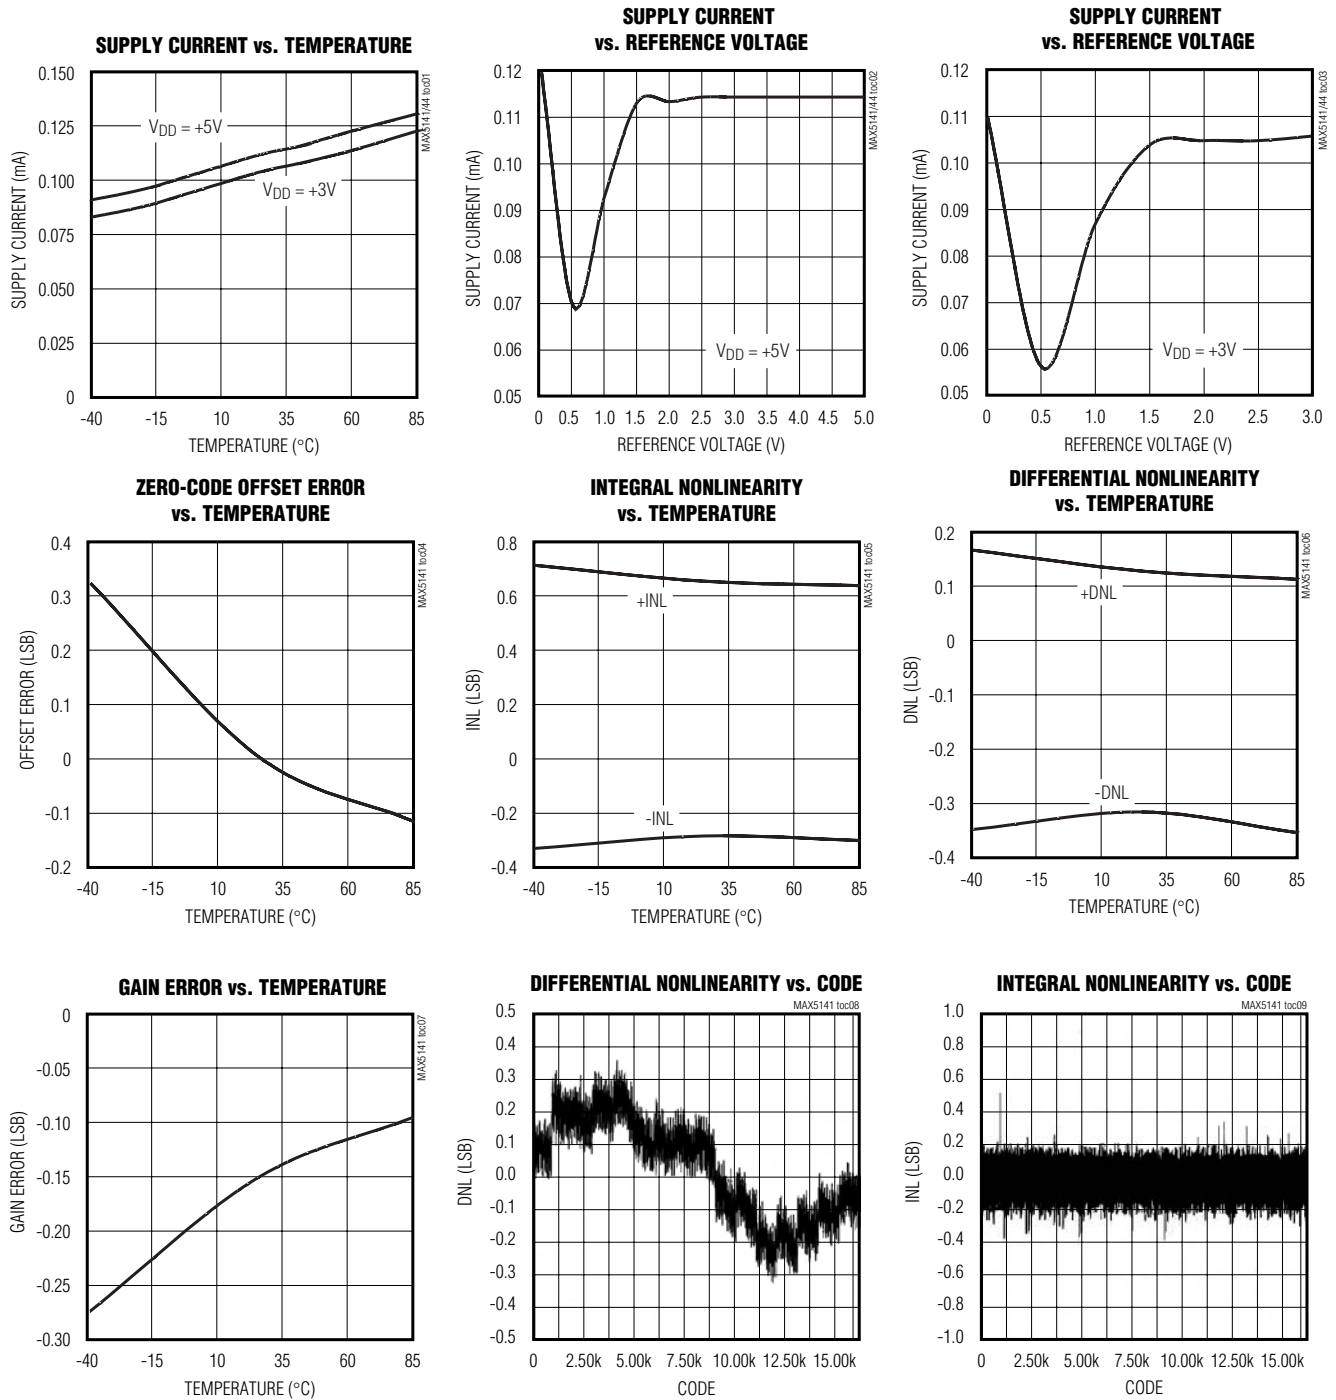 SUPPLY CURRENT vs. TEMPERATURE
MAX5141/44 toc01
SUPPLY CURRENT (mA)
0.150
0.125
0.100
0.075
0.050
0.025
0
VDD = +5V
VDD = +3V
-40 -15 10 35 60 85
TEMPERATURE (°C)
SUPPLY CURRENT
vs. REFERENCE VOLTAGE
MAX5141/44 toc02
SUPPLY CURRENT (mA)
0.12
0.11
0.10
0.09
0.08
0.07
0.06
0.05
VDD = +5V
0 0.5 1.0 1.5 2.0 2.5 3.0 3.5 4.0 4.5 5.0
REFERENCE VOLTAGE (V)
SUPPLY CURRENT
vs. REFERENCE VOLTAGE
MAX5141/44 toc03
SUPPLY CURRENT (mA)
0.12
0.11
0.10
0.09
0.08
0.07
0.06
0.05
VDD = +3V
0 0.5 1.0 1.5 2.0 2.5 3.0
REFERENCE VOLTAGE (V)
ZERO-CODE OFFSET ERROR
vs. TEMPERATURE
MAX5141 toc04
OFFSET ERROR (LSB)
0.4
0.3
0.2
0.1
0
-0.1
-0.2
-40 -15 10 35 60 85
TEMPERATURE (°C)
INTEGRAL NONLINEARITY
vs. TEMPERATURE
MAX5141 toc05
INL (LSB)
0.8
0.6
0.4
0.2
0
-0.2
-0.4
+INL
-INL
-40 -15 10 35 60 85
TEMPERATURE (°C)
DIFFERENTIAL NONLINEARITY
vs. TEMPERATURE
MAX5141 toc06
DNL (LSB)
0.2
0.1
0
-0.1
-0.2
-0.3
-0.4
+DNL
-DNL
-40 -15 10 35 60 85
TEMPERATURE (°C)
GAIN ERROR vs. TEMPERATURE
MAX5141 toc07
GAIN ERROR (LSB)
0
-0.05
-0.10
-0.15
-0.20
-0.25
-0.30
-40 -15 10 35 60 85
TEMPERATURE (°C)
DIFFERENTIAL NONLINEARITY vs. CODE
MAX5141 toc08
DNL (LSB)
0.5
0.4
0.3
0.2
0.1
0.0
-0.1
-0.2
-0.3
-0.4
-0.5
0 2.50k 5.00k 7.50k 10.00k 12.50k 15.00k
CODE
INTEGRAL NONLINEARITY vs. CODE
MAX5141 toc09
INL (LSB)
1.0
0.8
0.6
0.4
0.2
0.0
-0.2
-0.4
-0.6
-0.8
-1.0
0 2.50k 5.00k 7.50k 10.00k 12.50k 15.00k
CODE